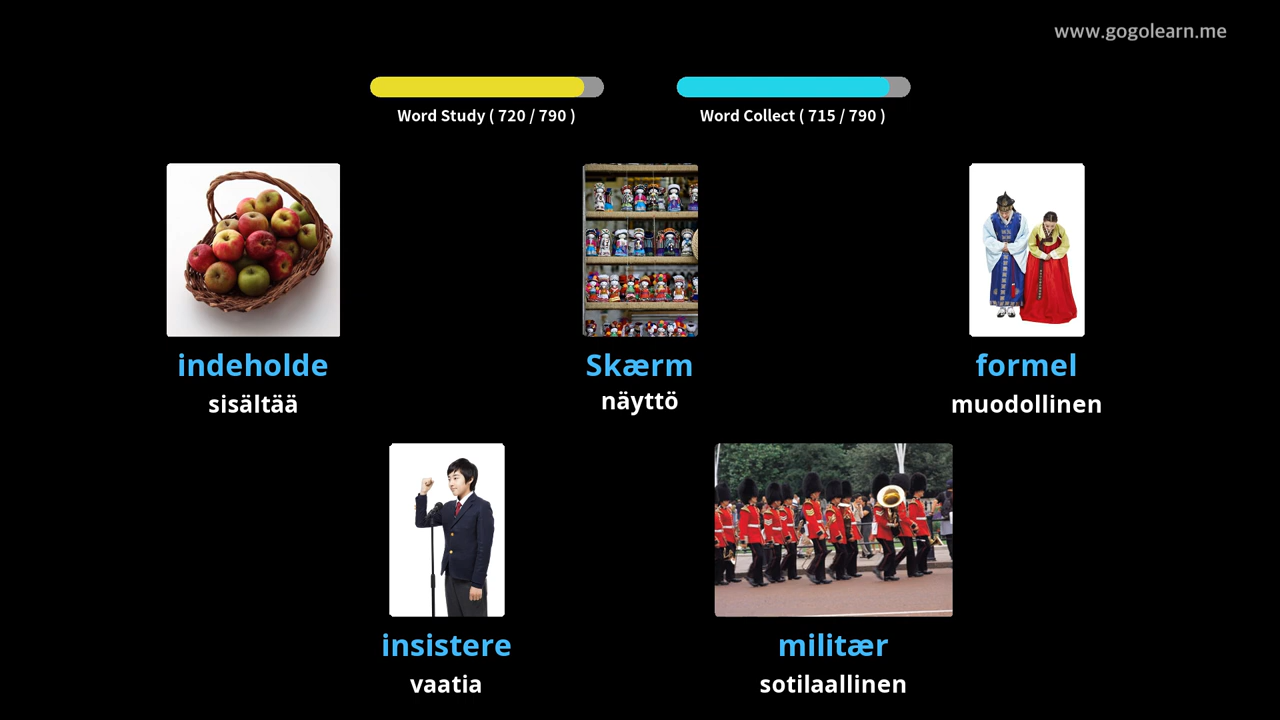 www.gogolearn.me
Word Study ( 720 / 790 )
Word Collect ( 715 / 790 )
indeholde
sisältää
Skærm
näyttö
formel
muodollinen
insistere
vaatia
militær
sotilaallinen